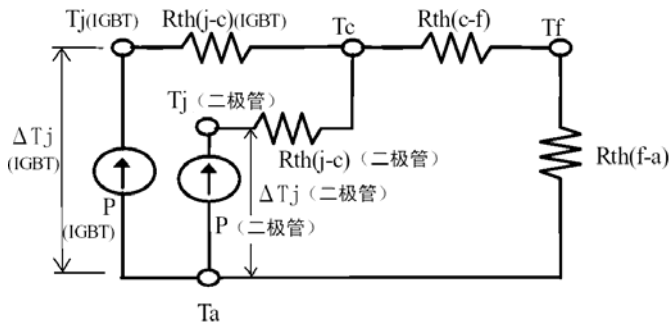 Tj(IGBT)
Rth(j-c)(IGBT)
Tc
Rth(c-f)
Tf
Tj（二极管）
ΔTj
(IGBT)
Rth(j-c)（二极管）
Rth(f-a)
ΔTj（二极管）
P
(IGBT)
P（二极管）
Ta